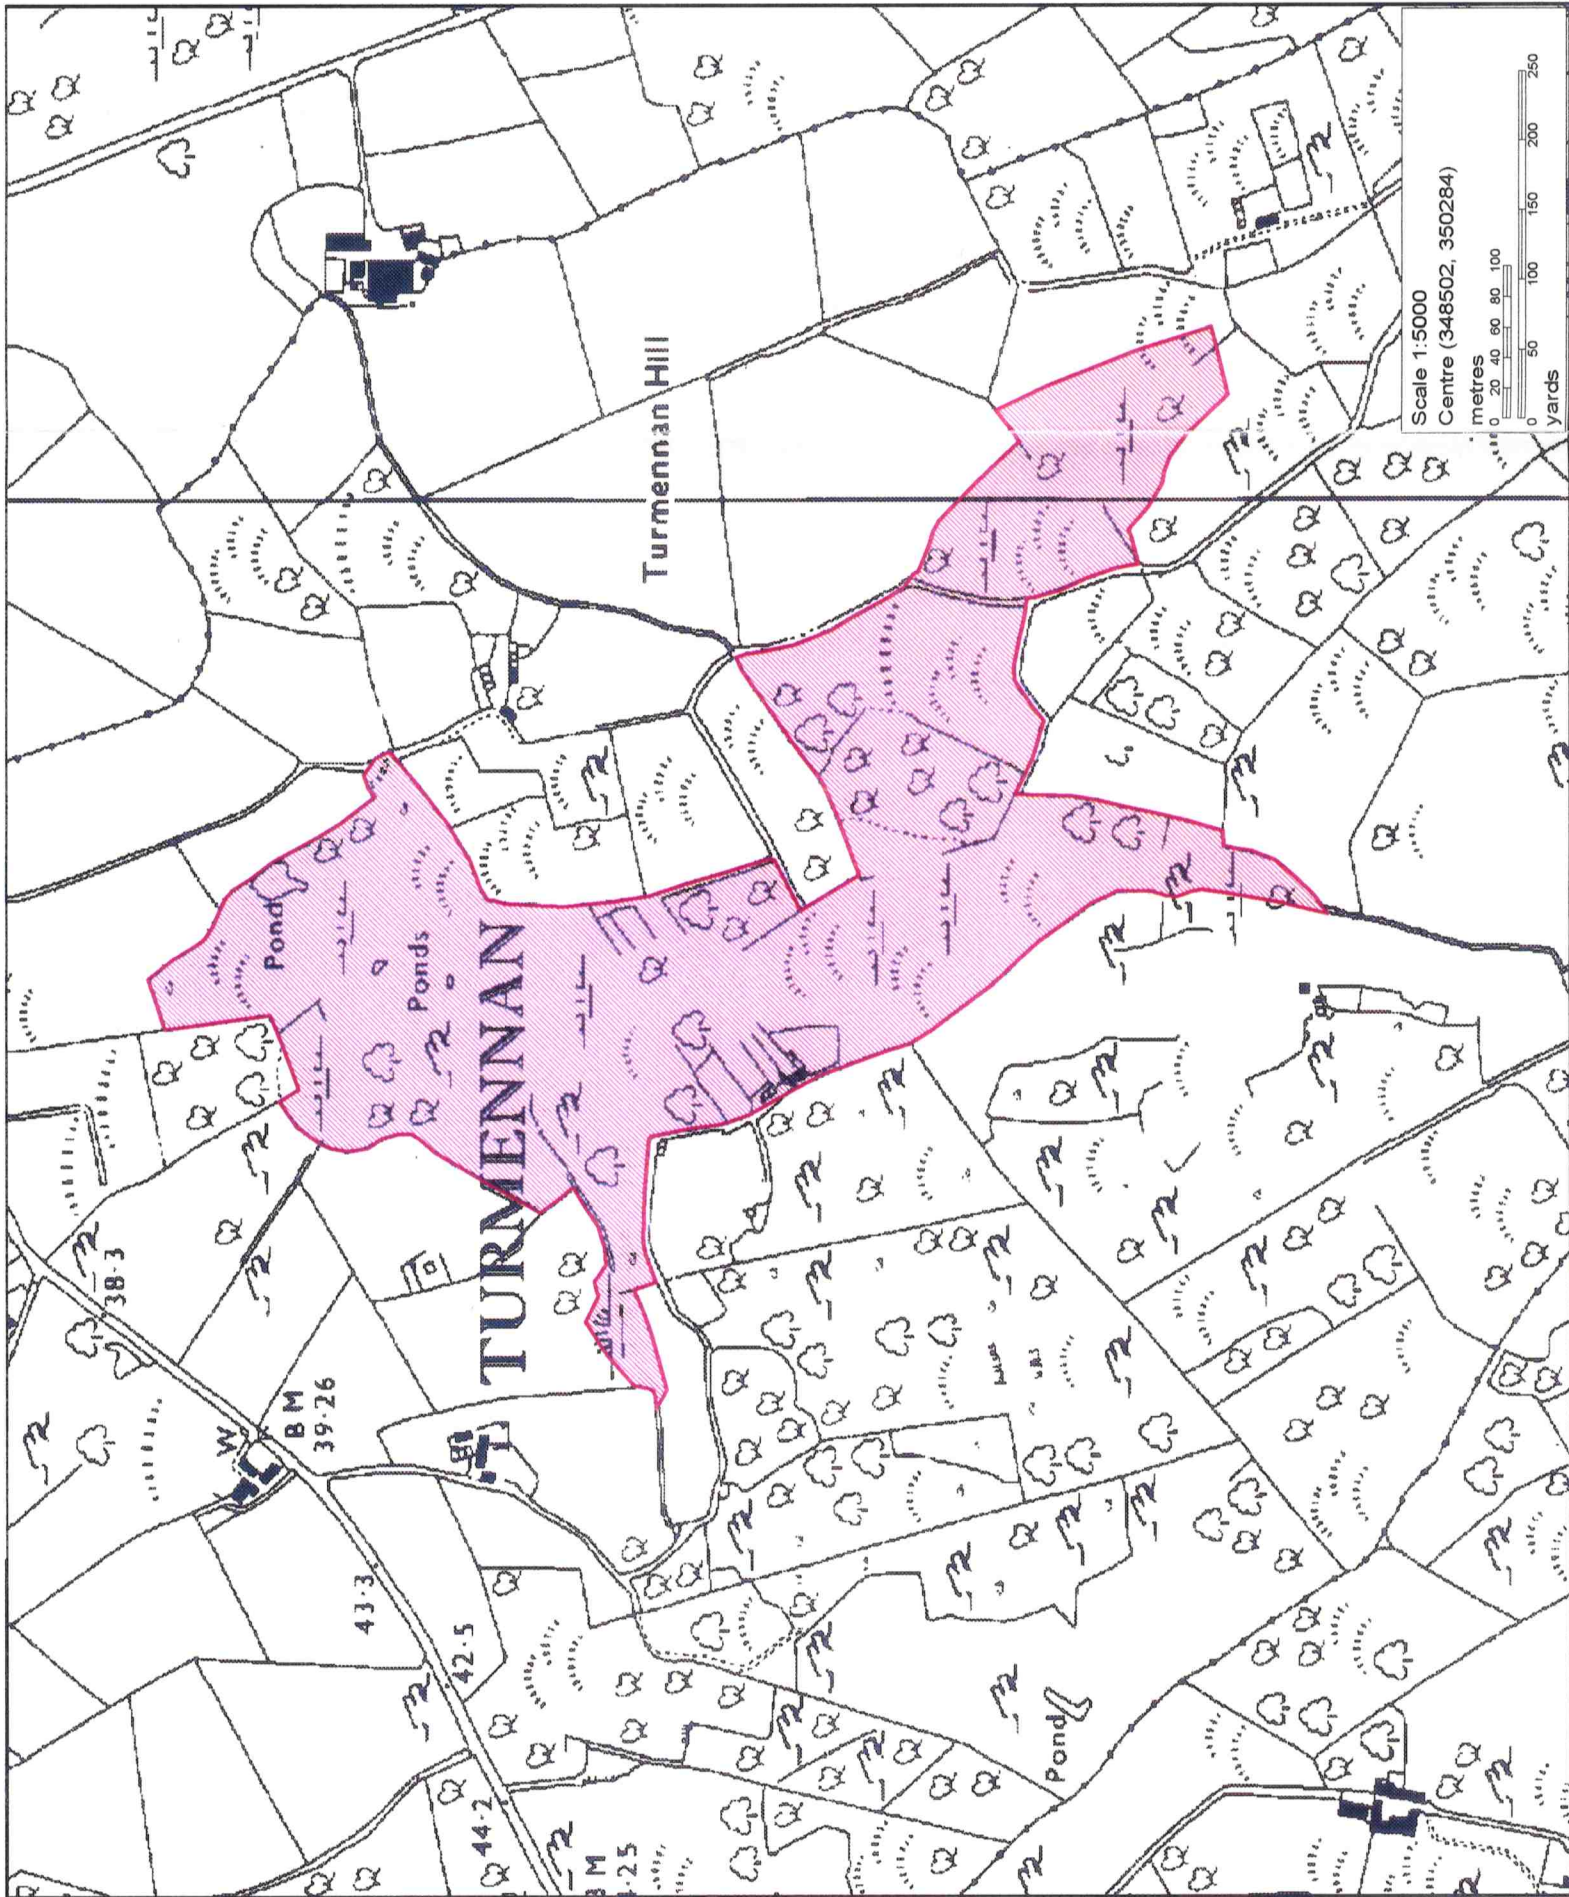 38·3
W
B M
39·26
43·3
42·5
44·2
B M
·25
Pond
Ponds
TURMENNAN
Turmennan Hill
Pond
Scale 1:5000
Centre (348502, 350284)
metres
0 20 40 60 80 100
0 50 100 150 200 250
yards